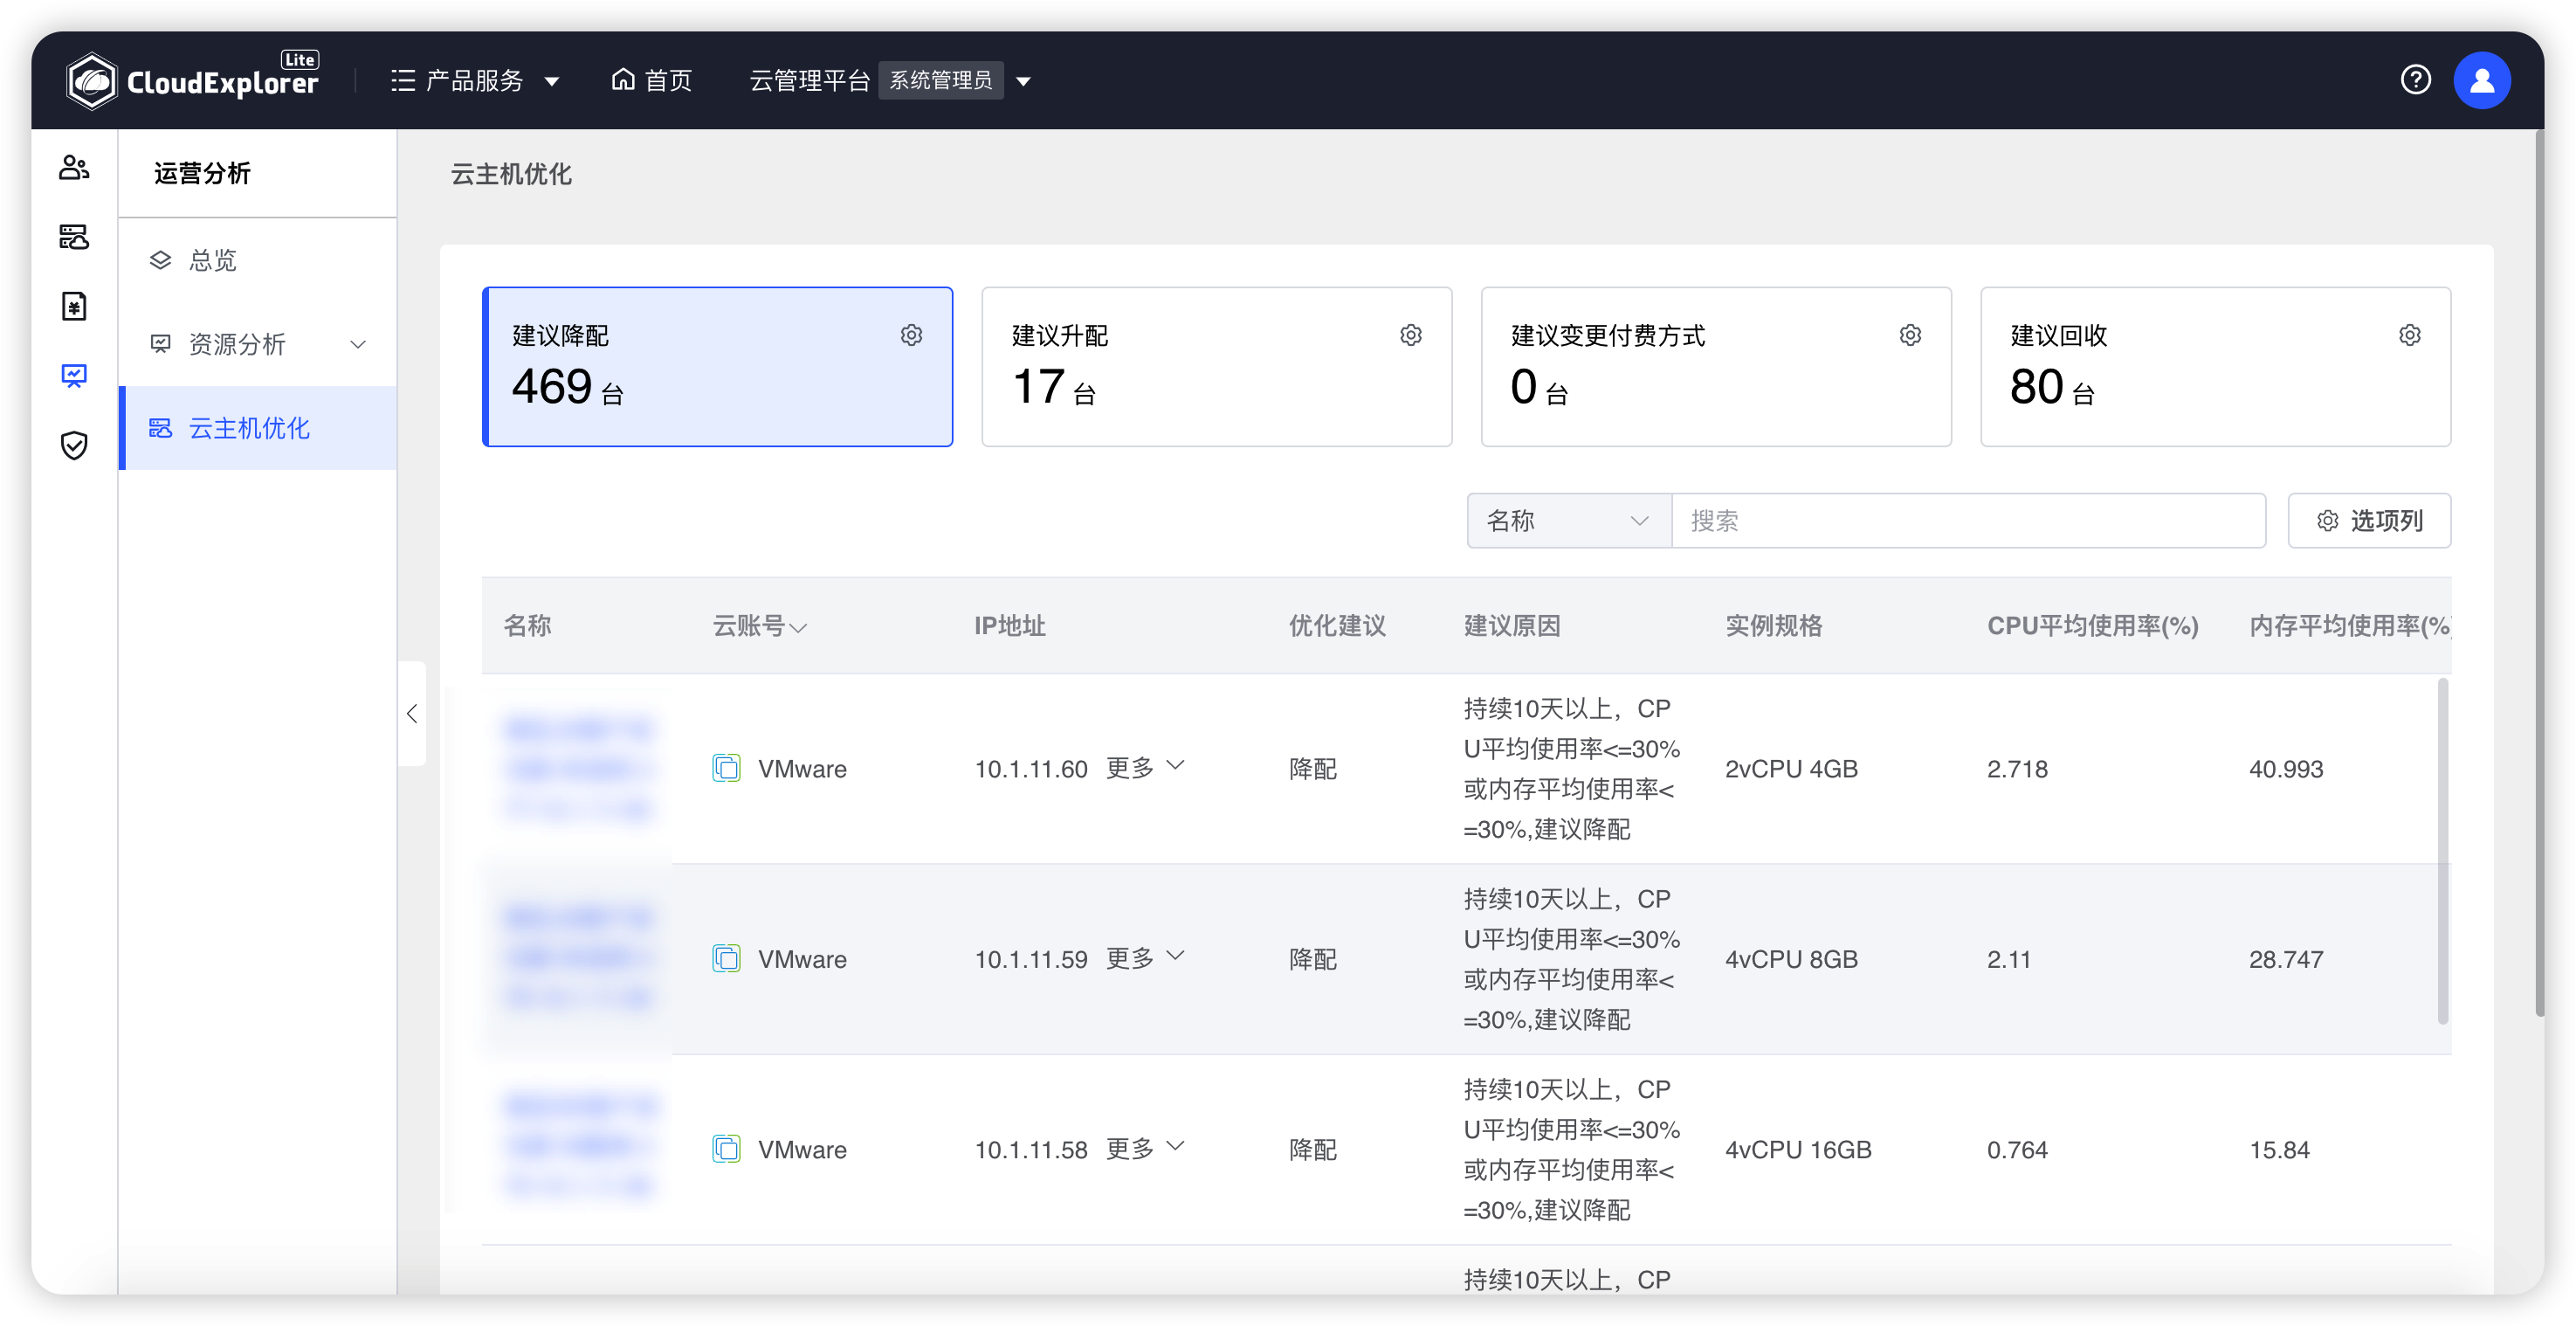 CloudExplorer Lite
产品服务
首页
云管理平台 系统管理员
运营分析
总览
资源分析
云主机优化
云主机优化
建议降配
469 台
建议升配
17 台
建议变更付费方式
0 台
建议回收
80 台
名称
搜索
选项列
名称 云账号 IP地址 优化建议 建议原因 实例规格 CPU平均使用率(%) 内存平均使用率(%)
VMware 10.1.11.60 更多 降配
持续10天以上，CP
U平均使用率<=30%
或内存平均使用率<
=30%,建议降配
2vCPU 4GB 2.718 40.993
VMware 10.1.11.59 更多 降配
持续10天以上，CP
U平均使用率<=30%
或内存平均使用率<
=30%,建议降配
4vCPU 8GB 2.11 28.747
VMware 10.1.11.58 更多 降配
持续10天以上，CP
U平均使用率<=30%
或内存平均使用率<
=30%,建议降配
4vCPU 16GB 0.764 15.84
持续10天以上，CP